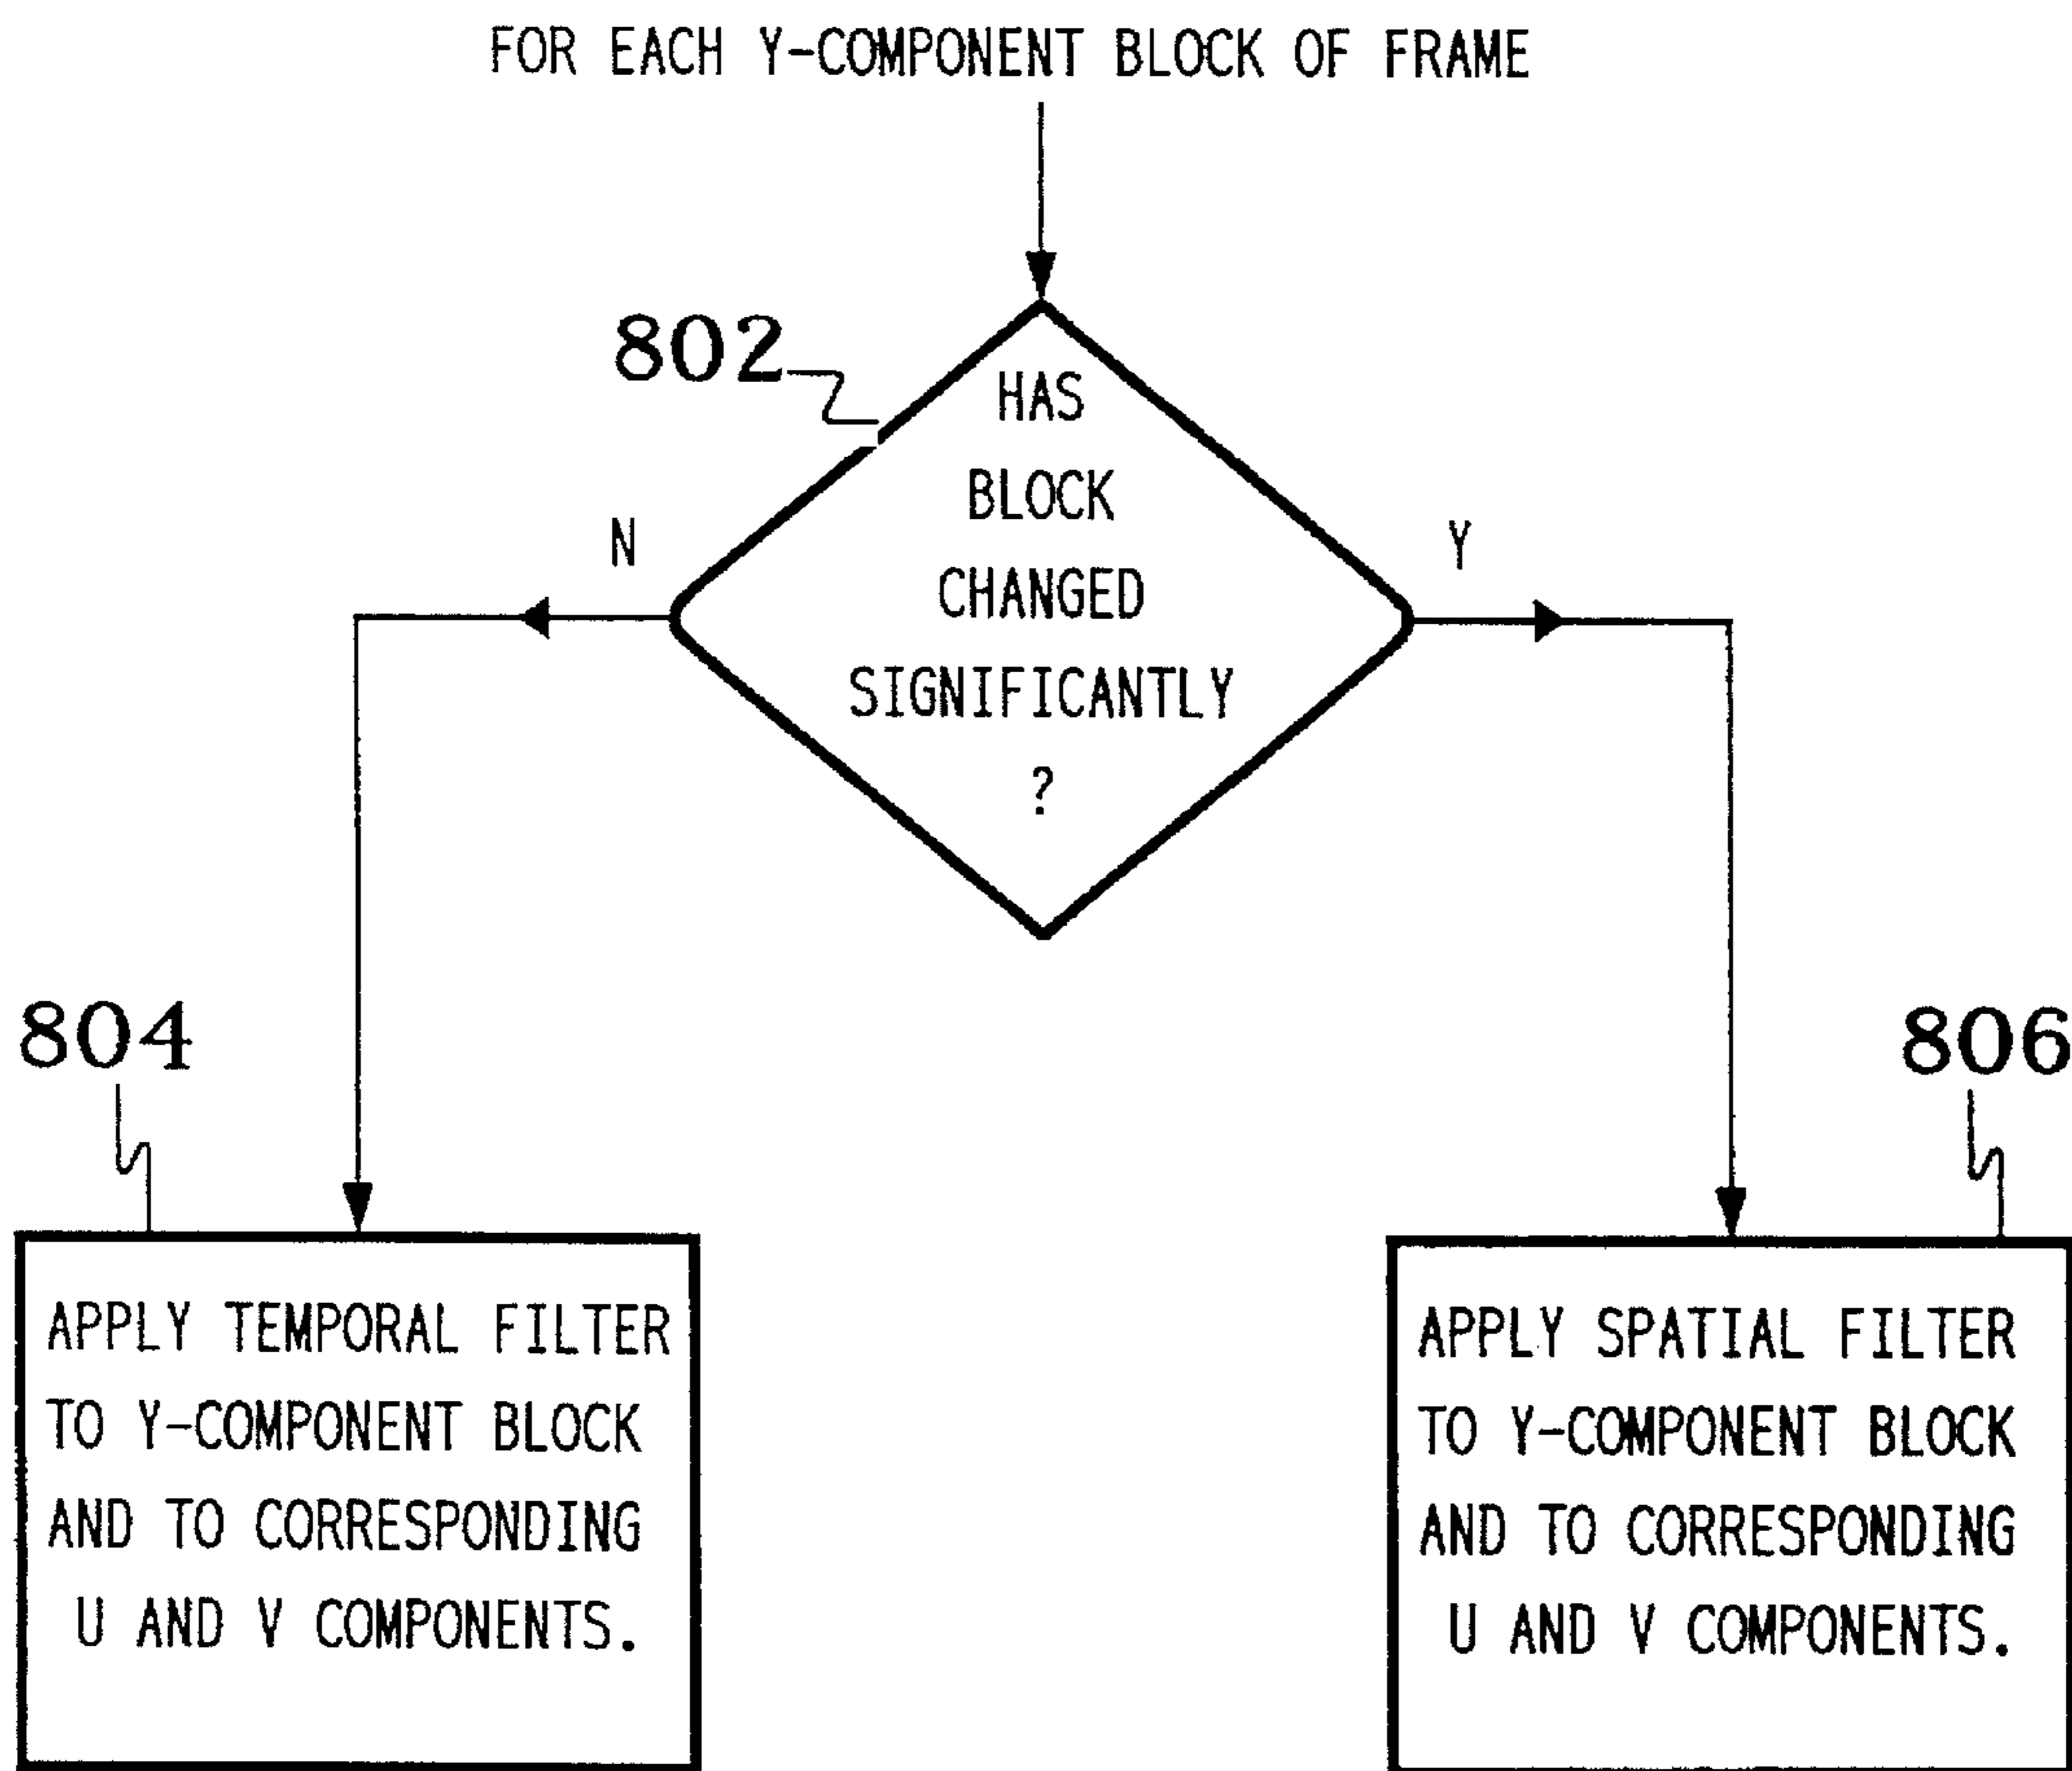 FOR EACH Y-COMPONENT BLOCK OF FRAME
802
HAS
BLOCK
CHANGED
SIGNIFICANTLY
?
N
Y
804
806
APPLY TEMPORAL FILTER
TO Y-COMPONENT BLOCK
AND TO CORRESPONDING
U AND V COMPONENTS.
APPLY SPATIAL FILTER
TO Y-COMPONENT BLOCK
AND TO CORRESPONDING
U AND V COMPONENTS.